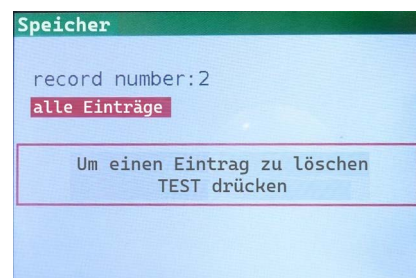 Speicher
record number:2
alle Einträge
Um einen Eintrag zu löschen
TEST drücken